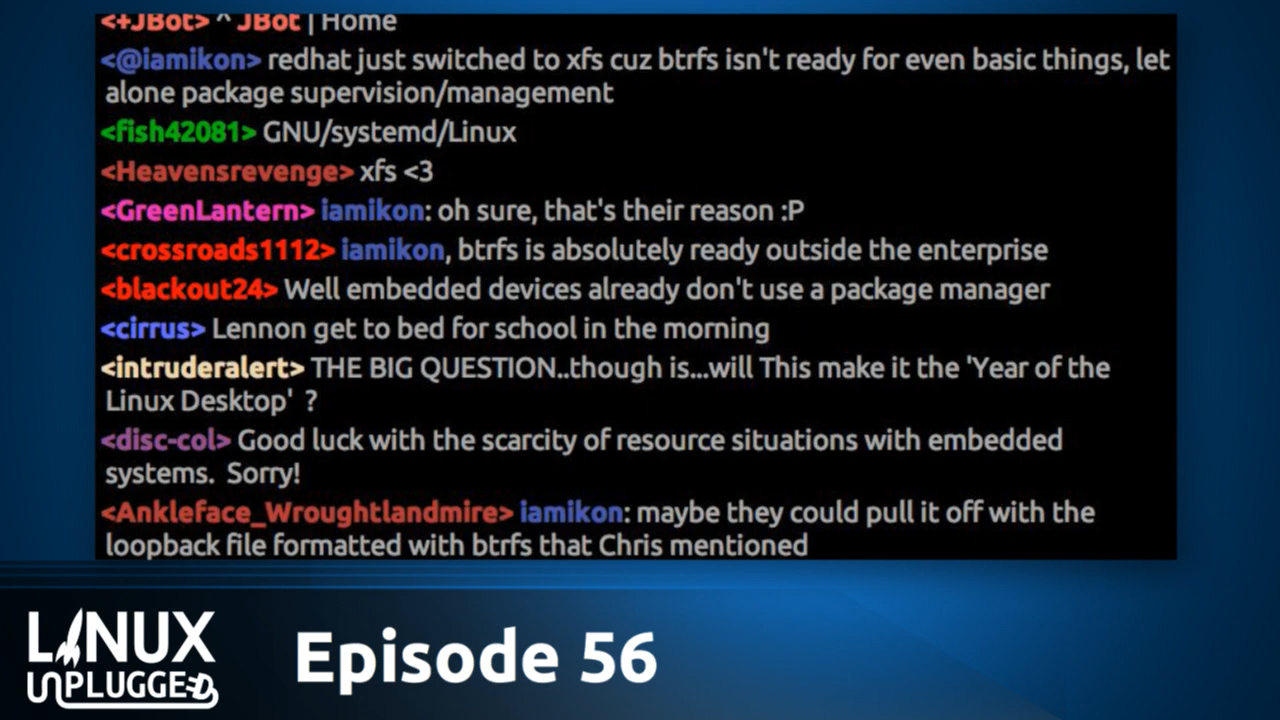 <+JBot> ^ JBot | Home
<@iamikon> redhat just switched to xfs cuz btrfs isn't ready for even basic things, let
alone package supervision/management
<fish42081> GNU/systemd/Linux
<Heavensrevenge> xfs <3
<GreenLantern> iamikon: oh sure, that's their reason :P
<crossroads1112> iamikon, btrfs is absolutely ready outside the enterprise
<blackout24> Well embedded devices already don't use a package manager
<cirrus> Lennon get to bed for school in the morning
<intruderalert> THE BIG QUESTION..though is...will This make it the 'Year of the
Linux Desktop' ?
<disc-col> Good luck with the scarcity of resource situations with embedded
systems. Sorry!
<Ankleface_Wroughtlandmire> iamikon: maybe they could pull it off with the
loopback file formatted with btrfs that Chris mentioned
LINUX
UNPLUGGED
Episode 56